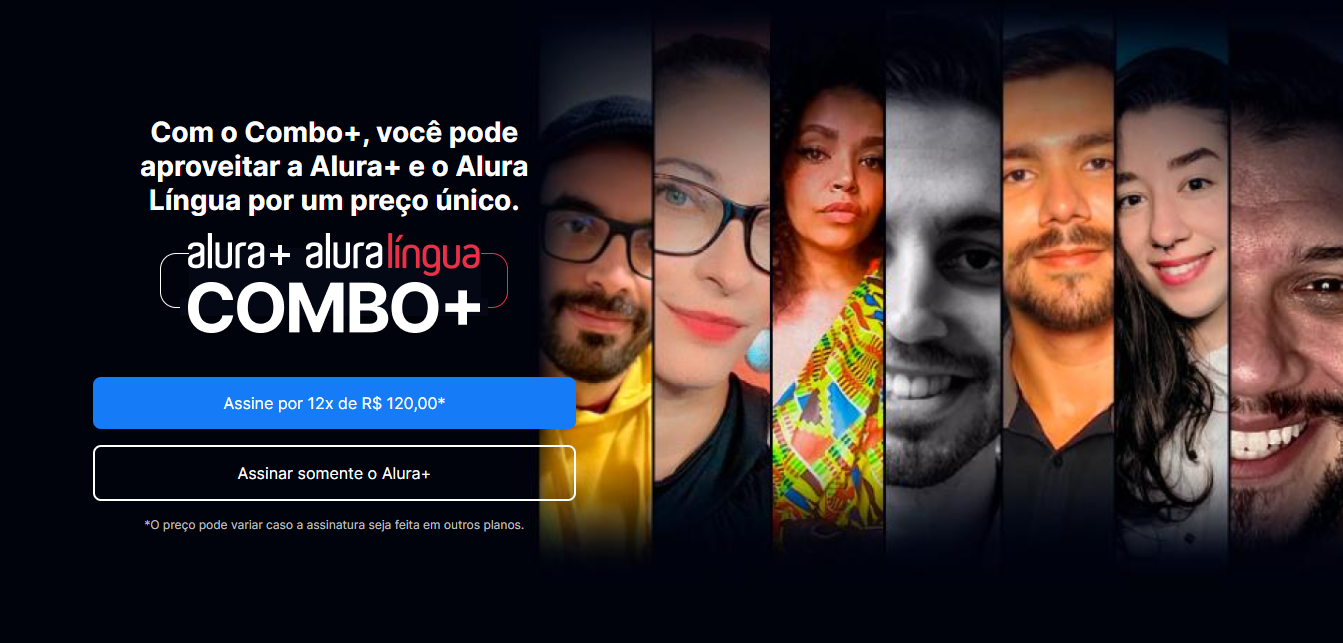 Com o Combo+, você pode
aproveitar a Alura+ e o Alura
Língua por um preço único.
alura+ aluralíngua
COMBO+
Assine por 12x de R$ 120,00*
Assinar somente o Alura+
*O preço pode variar caso a assinatura seja feita em outros planos.